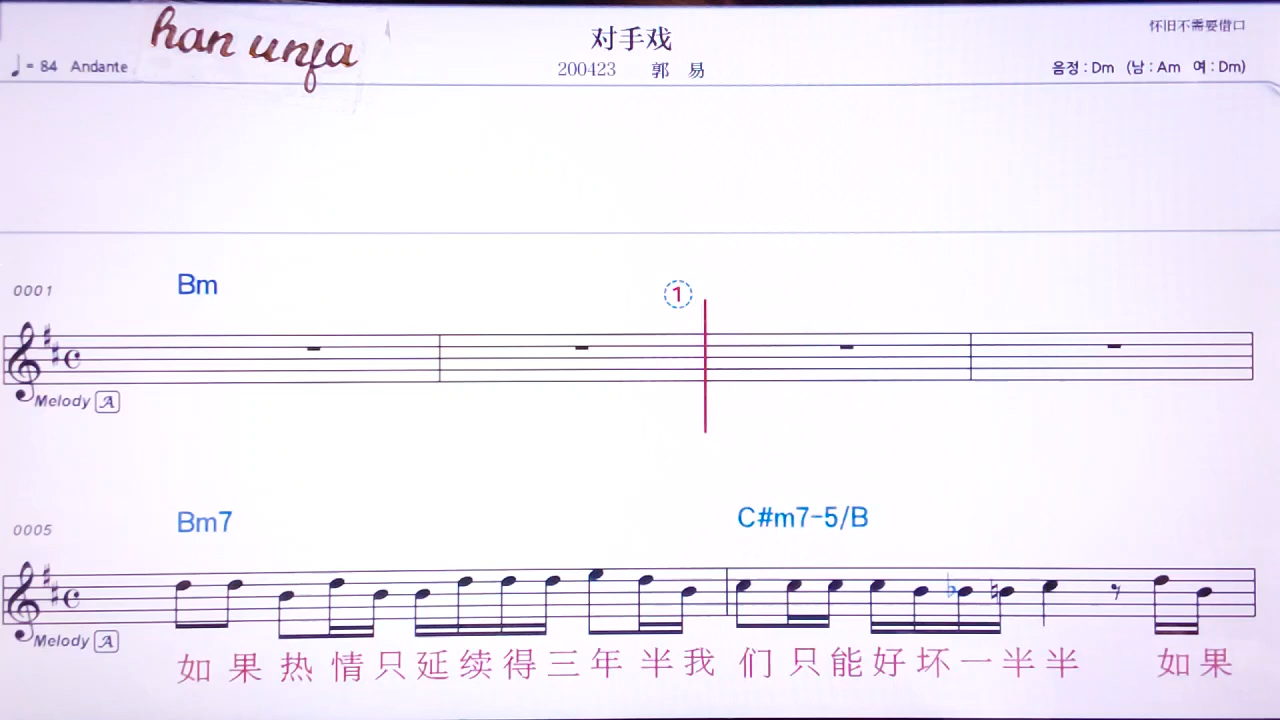 han unfa
对手戏
怀旧不需要借口
♩= 84 Andante
200423 郭 易
음정 : Dm (남 : Am 여 : Dm)
0001
Bm
1
Melody A
0005
Bm7
C#m7-5/B
Melody A
如果热情只延续得三年半我们只能好坏一半半 如果